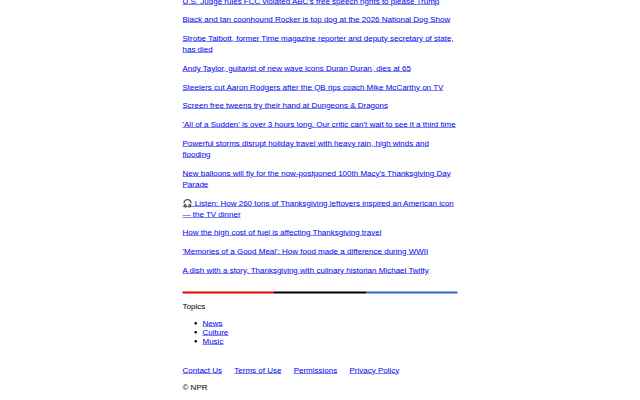 U.S. Judge rules FCC violated ABC's free speech rights to please Trump
Black and tan coonhound Rocker is top dog at the 2026 National Dog Show
Strobe Talbott, former Time magazine reporter and deputy secretary of state,
has died
Andy Taylor, guitarist of new wave icons Duran Duran, dies at 65
Steelers cut Aaron Rodgers after the QB rips coach Mike McCarthy on TV
Screen free tweens try their hand at Dungeons & Dragons
'All of a Sudden' is over 3 hours long. Our critic can't wait to see it a third time
Powerful storms disrupt holiday travel with heavy rain, high winds and
flooding
New balloons will fly for the now-postponed 100th Macy's Thanksgiving Day
Parade
🎧 Listen: How 260 tons of Thanksgiving leftovers inspired an American icon
— the TV dinner
How the high cost of fuel is affecting Thanksgiving travel
'Memories of a Good Meal': How food made a difference during WWII
A dish with a story, Thanksgiving with culinary historian Michael Twitty
Topics
• News
• Culture
• Music
Contact Us Terms of Use Permissions Privacy Policy
© NPR